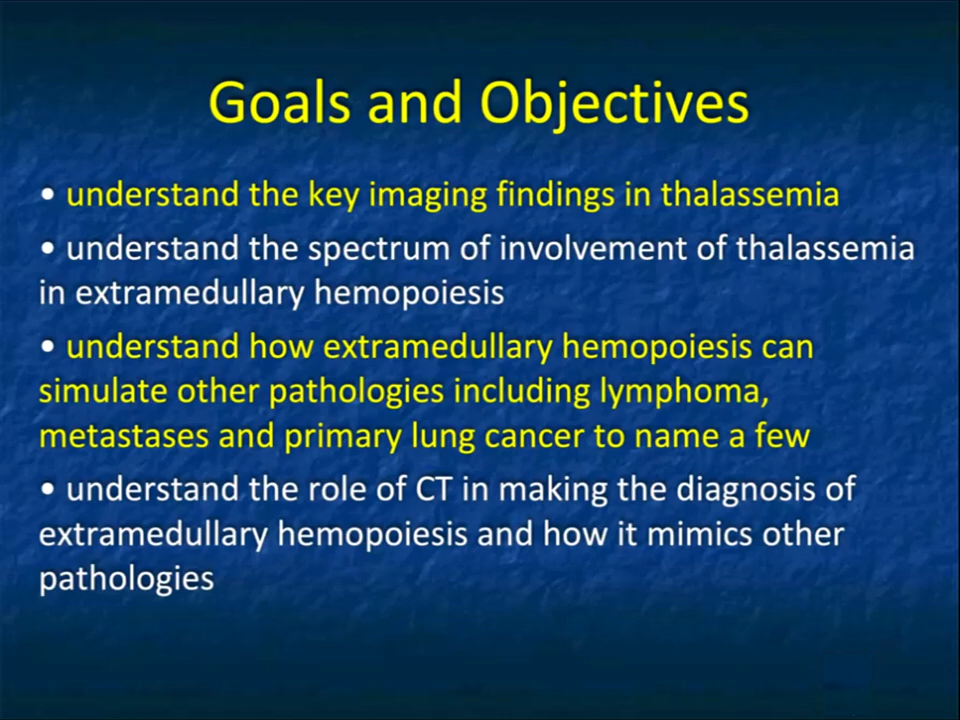 Goals and Objectives
• understand the key imaging findings in thalassemia
• understand the spectrum of involvement of thalassemia
in extramedullary hemopoiesis
• understand how extramedullary hemopoiesis can
simulate other pathologies including lymphoma,
metastases and primary lung cancer to name a few
• understand the role of CT in making the diagnosis of
extramedullary hemopoiesis and how it mimics other
pathologies